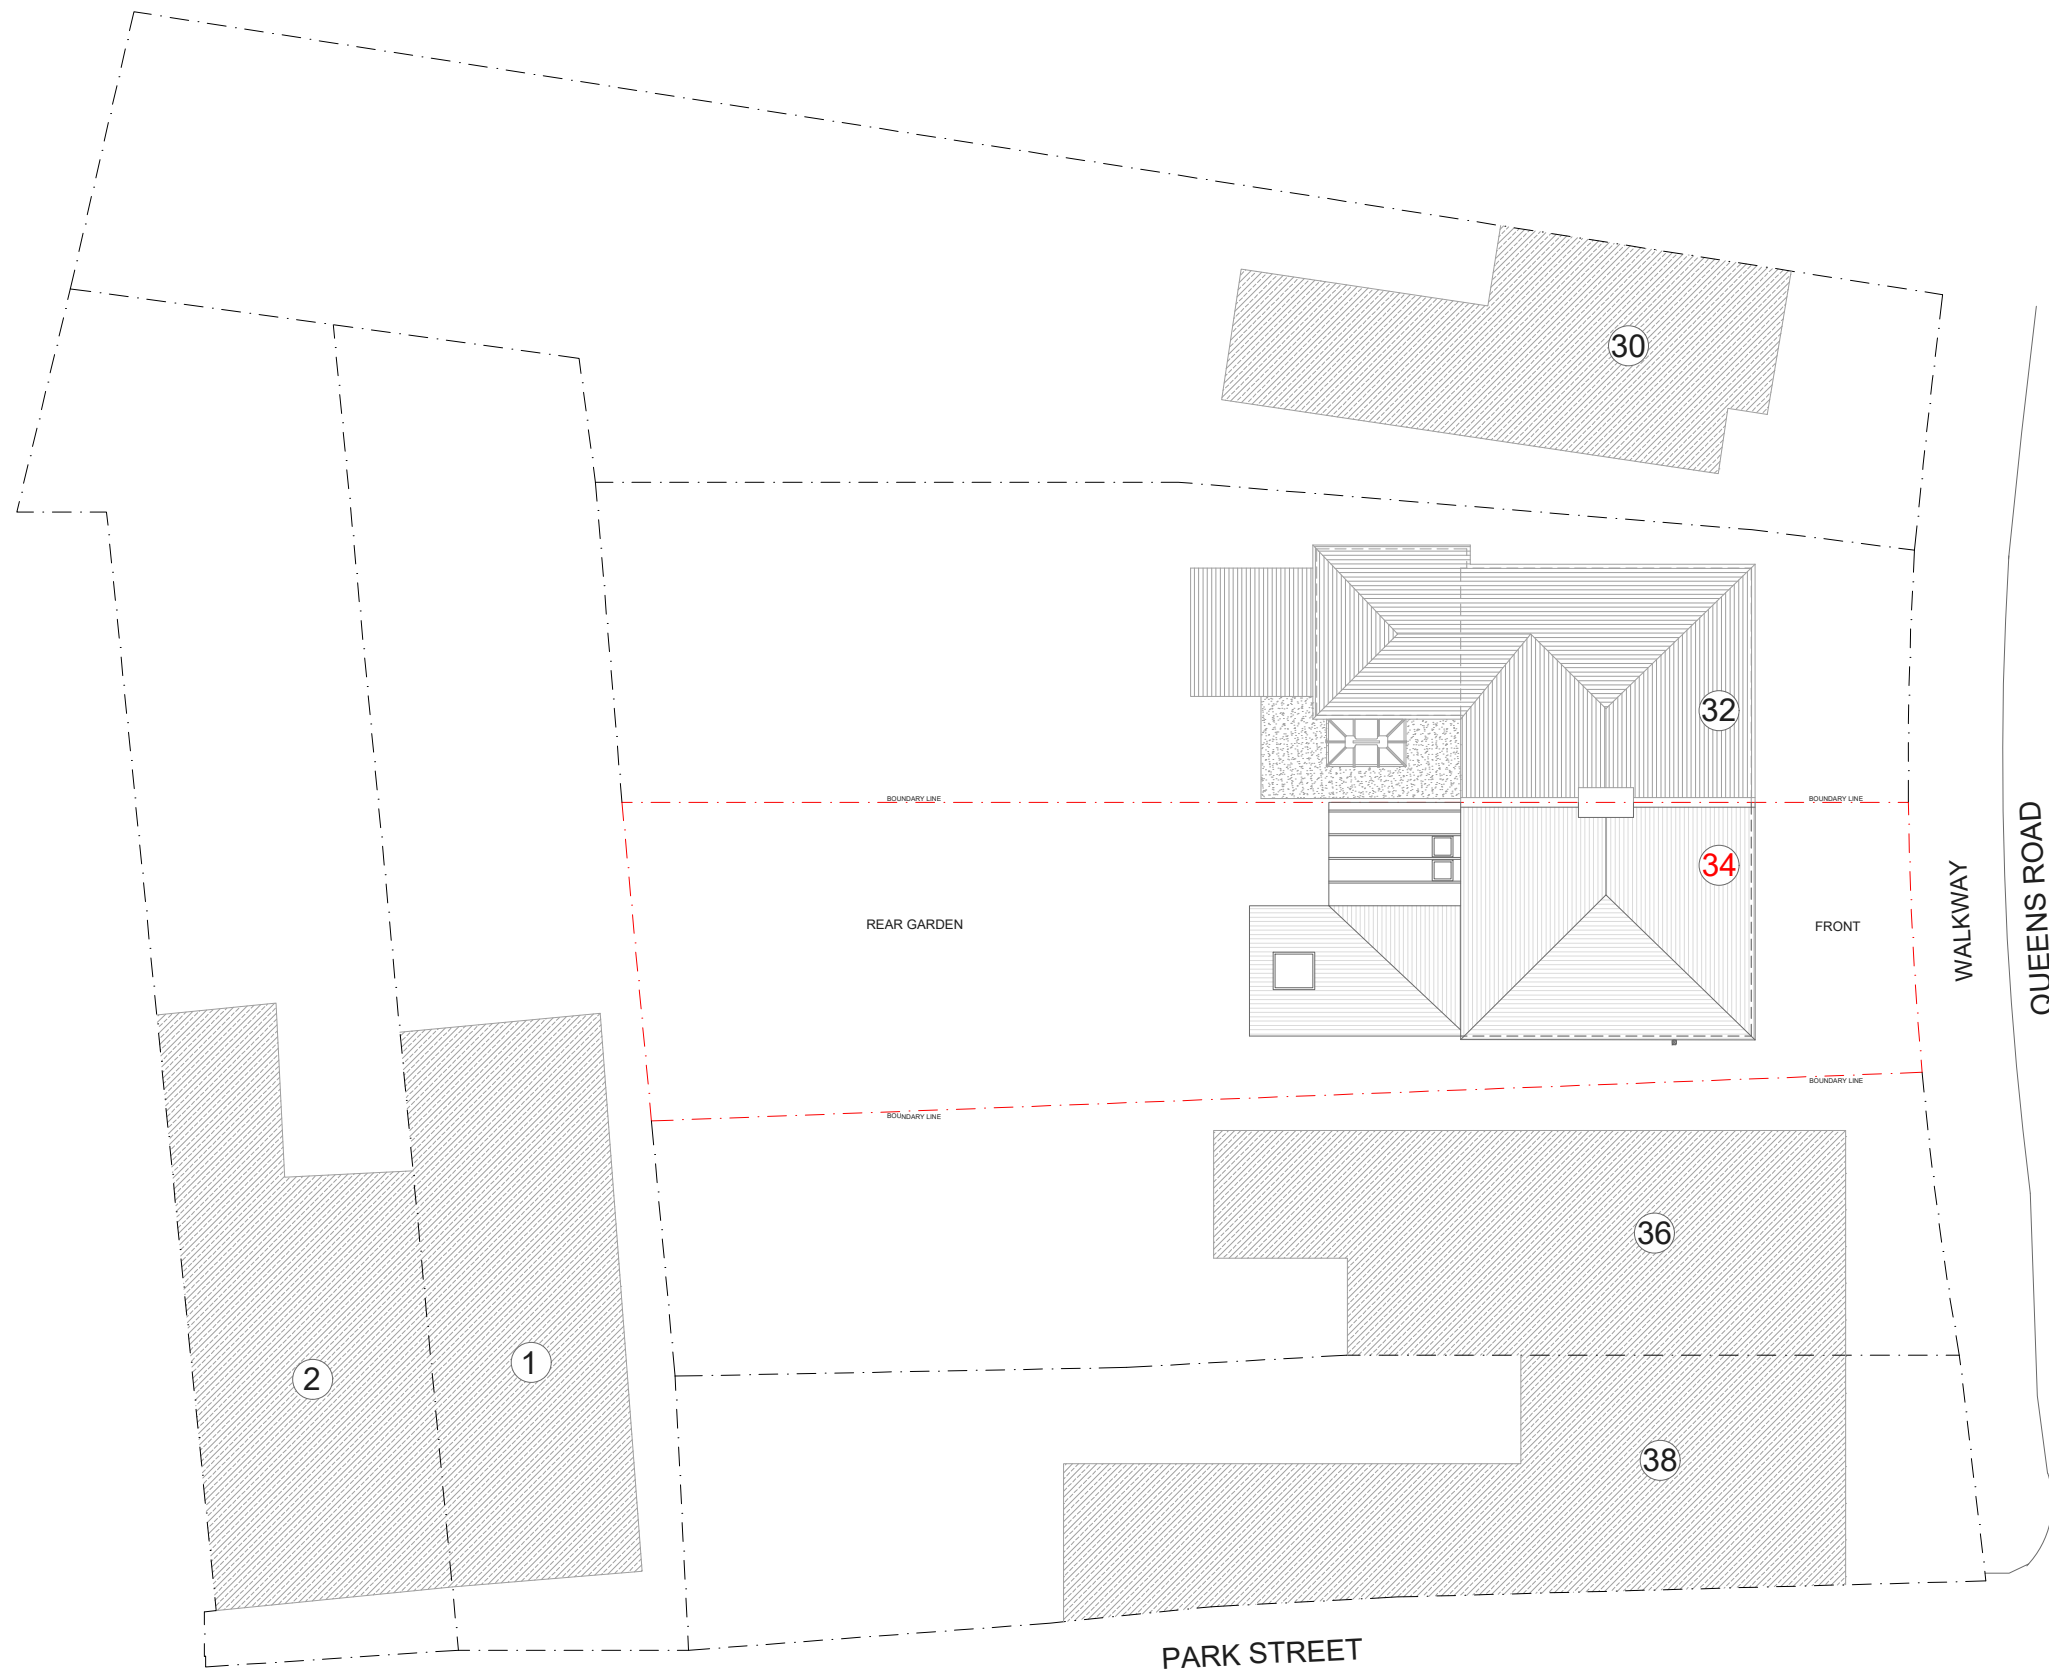 30
32
BOUNDARY LINE
BOUNDARY LINE
34
REAR GARDEN
FRONT
WALKWAY
QUEENS ROAD
BOUNDARY LINE
BOUNDARY LINE
36
2
1
38
PARK STREET